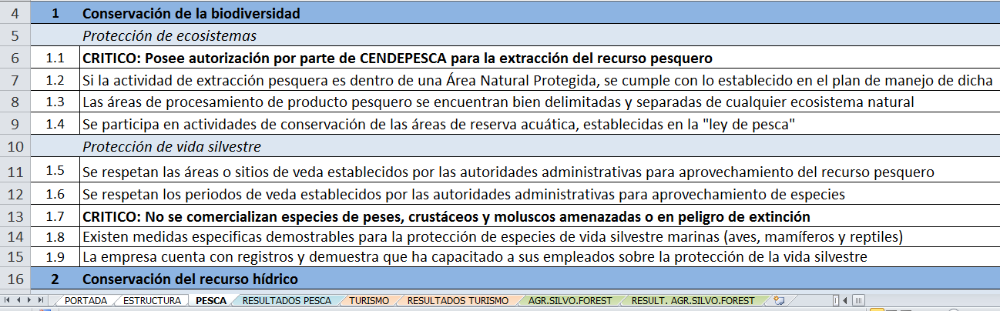 4 1 Conservación de la biodiversidad
5 Protección de ecosistemas
6 1.1 CRITICO: Posee autorización por parte de CENDEPESCA para la extracción del recurso pesquero
7 1.2 Si la actividad de extracción pesquera es dentro de una Área Natural Protegida, se cumple con lo establecido en el plan de manejo de dicha
8 1.3 Las áreas de procesamiento de producto pesquero se encuentran bien delimitadas y separadas de cualquier ecosistema natural
9 1.4 Se participa en actividades de conservación de las áreas de reserva acuática, establecidas en la "ley de pesca"
10 Protección de vida silvestre
11 1.5 Se respetan las áreas o sitios de veda establecidos por las autoridades administrativas para aprovechamiento del recurso pesquero
12 1.6 Se respetan los periodos de veda establecidos por las autoridades administrativas para aprovechamiento de especies
13 1.7 CRITICO: No se comercializan especies de peses, crustáceos y moluscos amenazadas o en peligro de extinción
14 1.8 Existen medidas especificas demostrables para la protección de especies de vida silvestre marinas (aves, mamíferos y reptiles)
15 1.9 La empresa cuenta con registros y demuestra que ha capacitado a sus empleados sobre la protección de la vida silvestre
16 2 Conservación del recurso hídrico
PORTADA ESTRUCTURA PESCA RESULTADOS PESCA TURISMO RESULTADOS TURISMO AGR.SILVO.FOREST RESULT. AGR.SILVO.FOREST